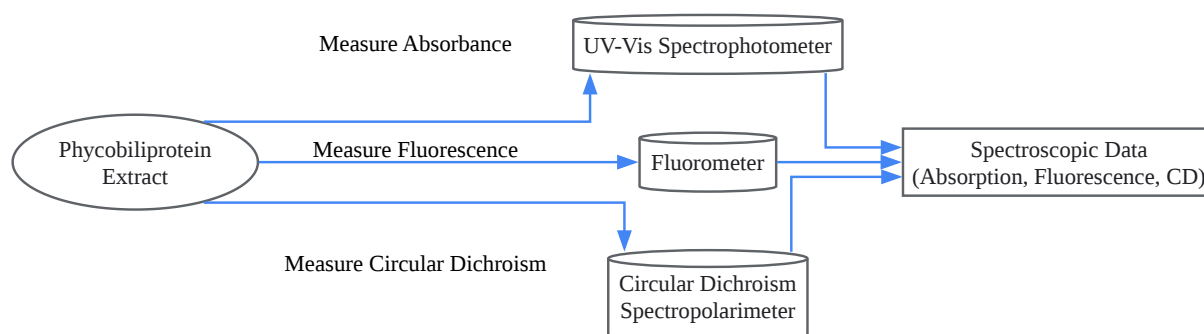 Measure Absorbance
UV-Vis Spectrophotometer
Phycobiliprotein
Extract
Measure Fluorescence
Fluorometer
Spectroscopic Data
(Absorption, Fluorescence, CD)
Measure Circular Dichroism
Circular Dichroism
Spectropolarimeter